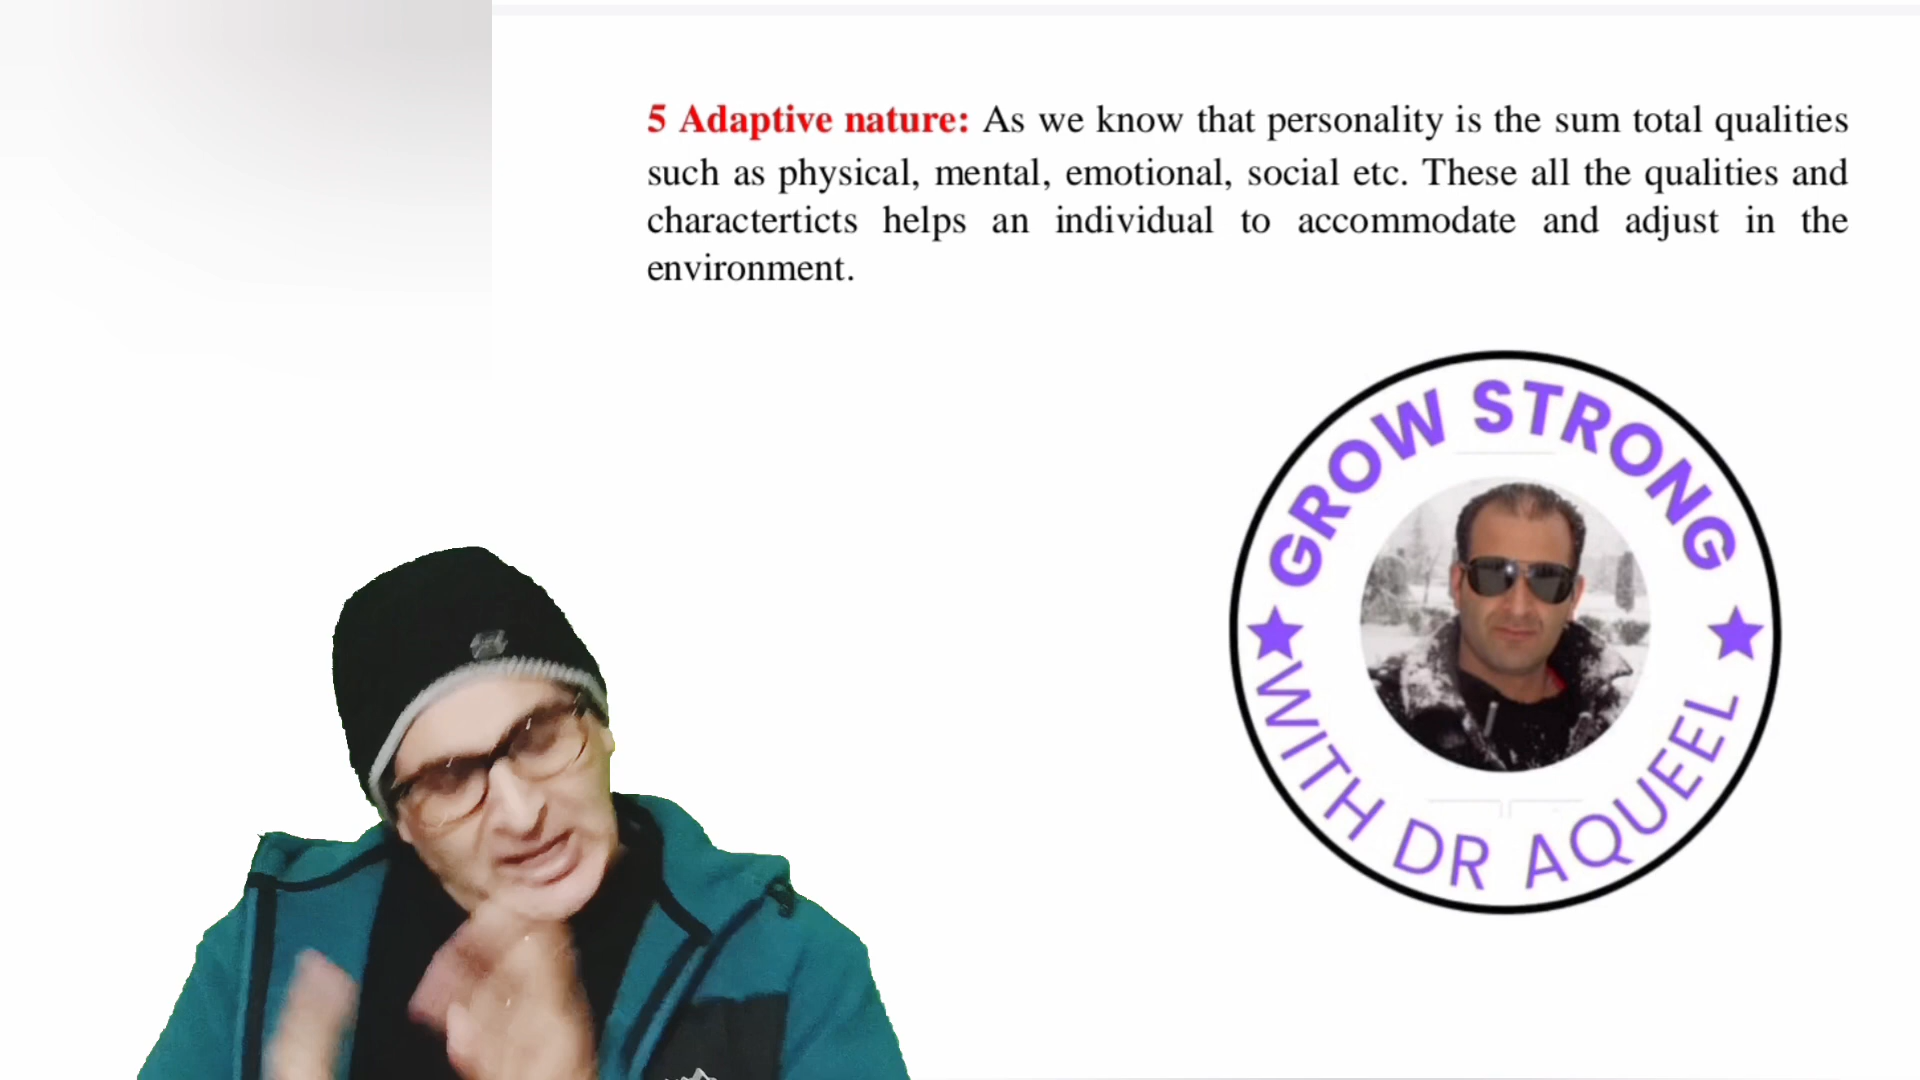 5 Adaptive nature: As we know that personality is the sum total qualities
such as physical, mental, emotional, social etc. These all the qualities and
characterticts helps an individual to accommodate and adjust in the
environment.
GROW STRONG
WITH DR AQUEEL